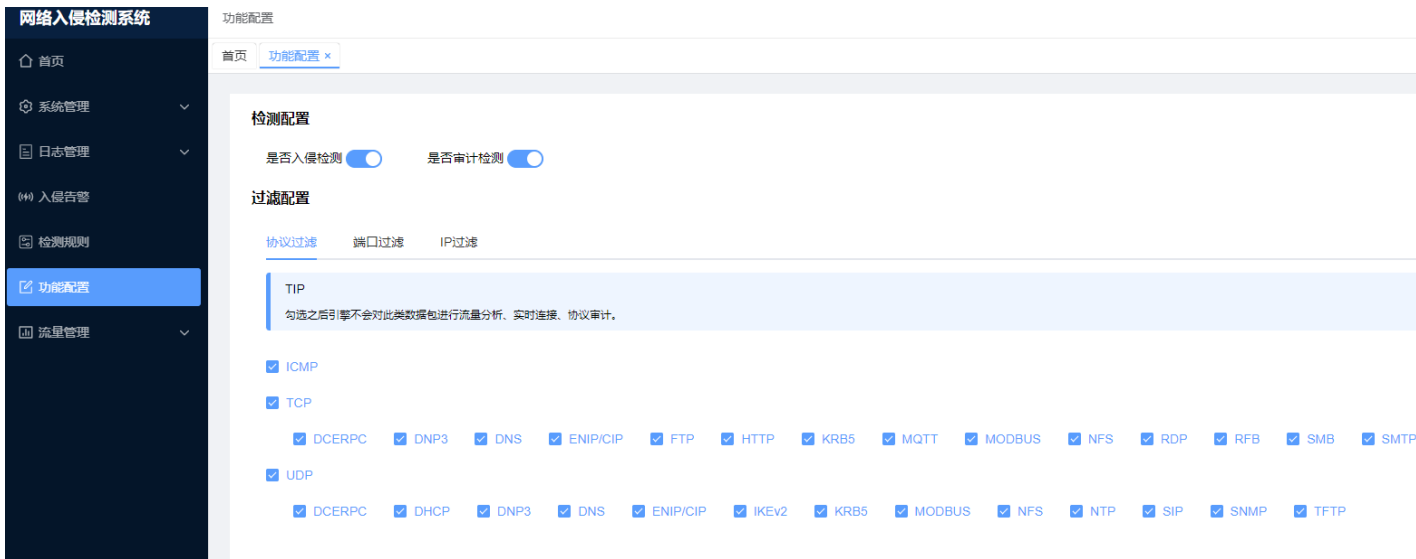 网络入侵检测系统
功能配置
首页
功能配置 ×
首页
系统管理
日志管理
入侵告警
检测规则
功能配置
流量管理
检测配置
是否入侵检测 是否审计检测
过滤配置
协议过滤 端口过滤 IP过滤
TIP
勾选之后引擎不会对此类数据包进行流量分析、实时连接、协议审计。
ICMP
TCP
DCERPC DNP3 DNS ENIP/CIP FTP HTTP KRB5 MQTT MODBUS NFS RDP RFB SMB SMTP
UDP
DCERPC DHCP DNP3 DNS ENIP/CIP IKEv2 KRB5 MODBUS NFS NTP SIP SNMP TFTP